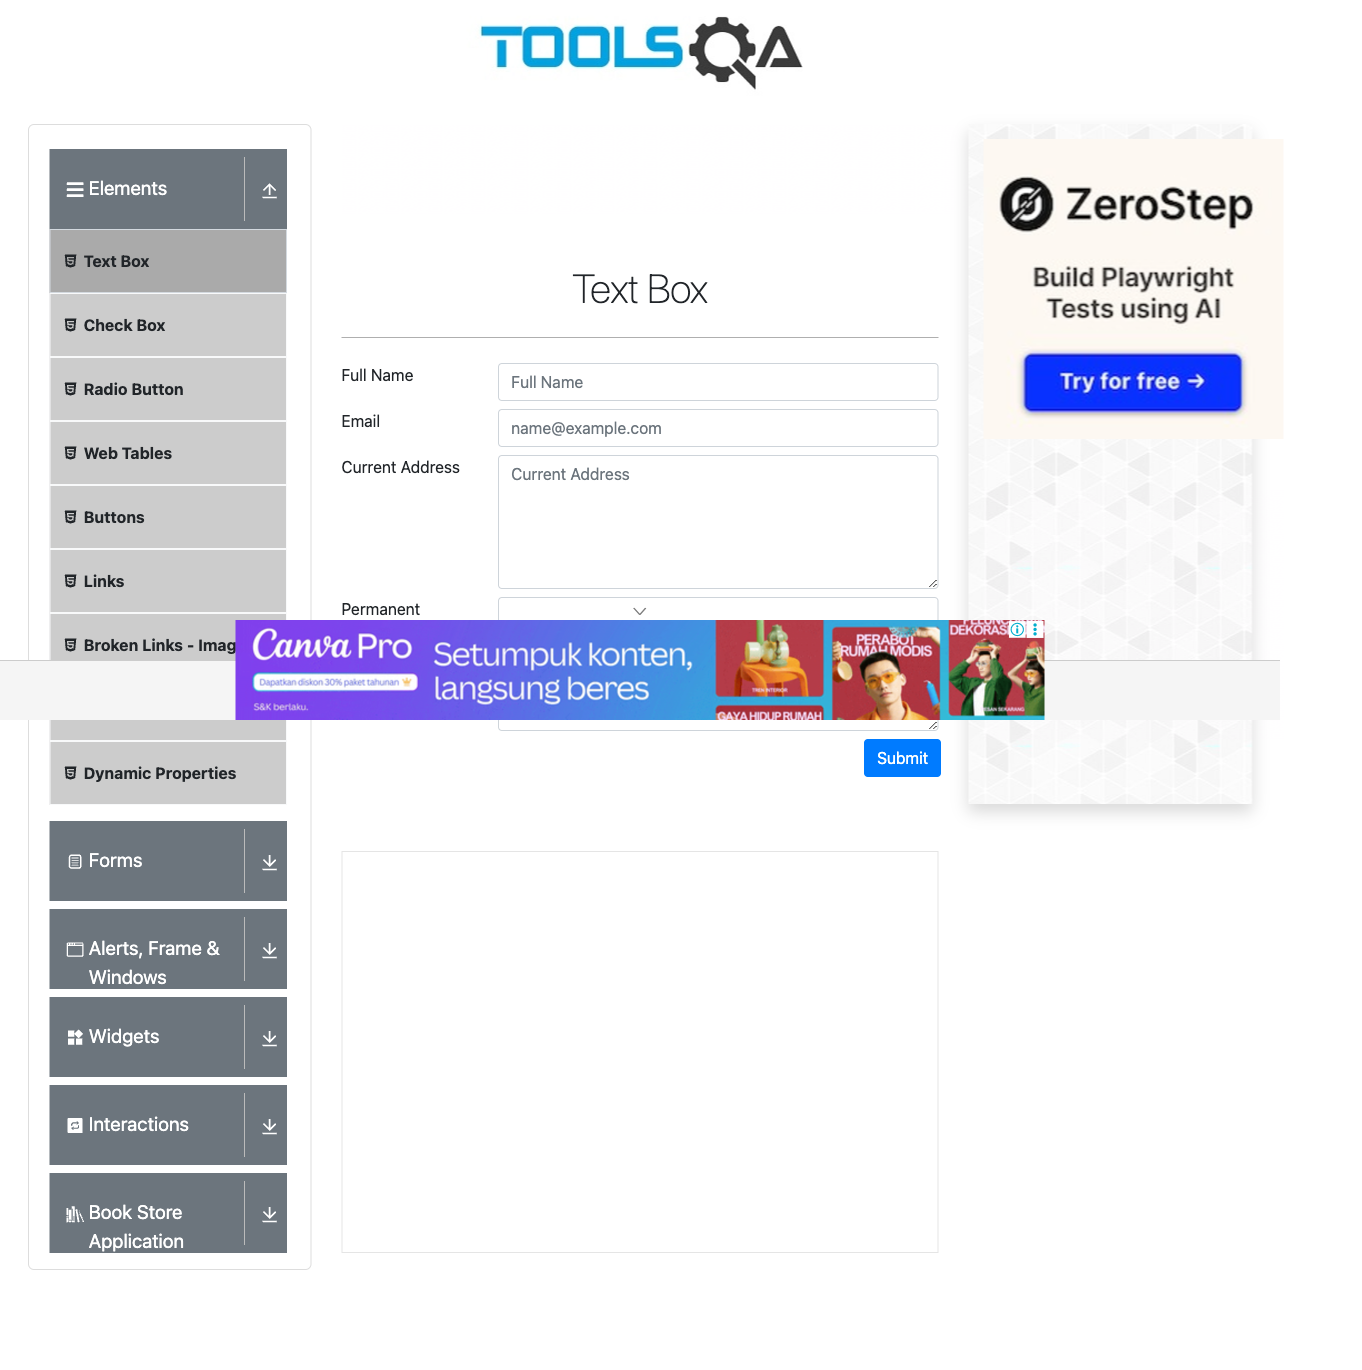 TOOLSQA
Elements
Text Box
Check Box
Radio Button
Web Tables
Buttons
Links
Broken Links - Imag
Dynamic Properties
Forms
Alerts, Frame &
Windows
Widgets
Interactions
Book Store
Application
Text Box
Full Name
Full Name
Email
name@example.com
Current Address
Current Address
Permanent
Canva Pro
Dapatkan diskon 30% paket tahunan
S&K berlaku.
Setumpuk konten,
langsung beres
TREK INTERIOR
GAYA HIDUP RUMAH
PERABOT
RUMAH MODIS
DEKORASI
Submit
ZeroStep
Build Playwright
Tests using AI
Try for free →